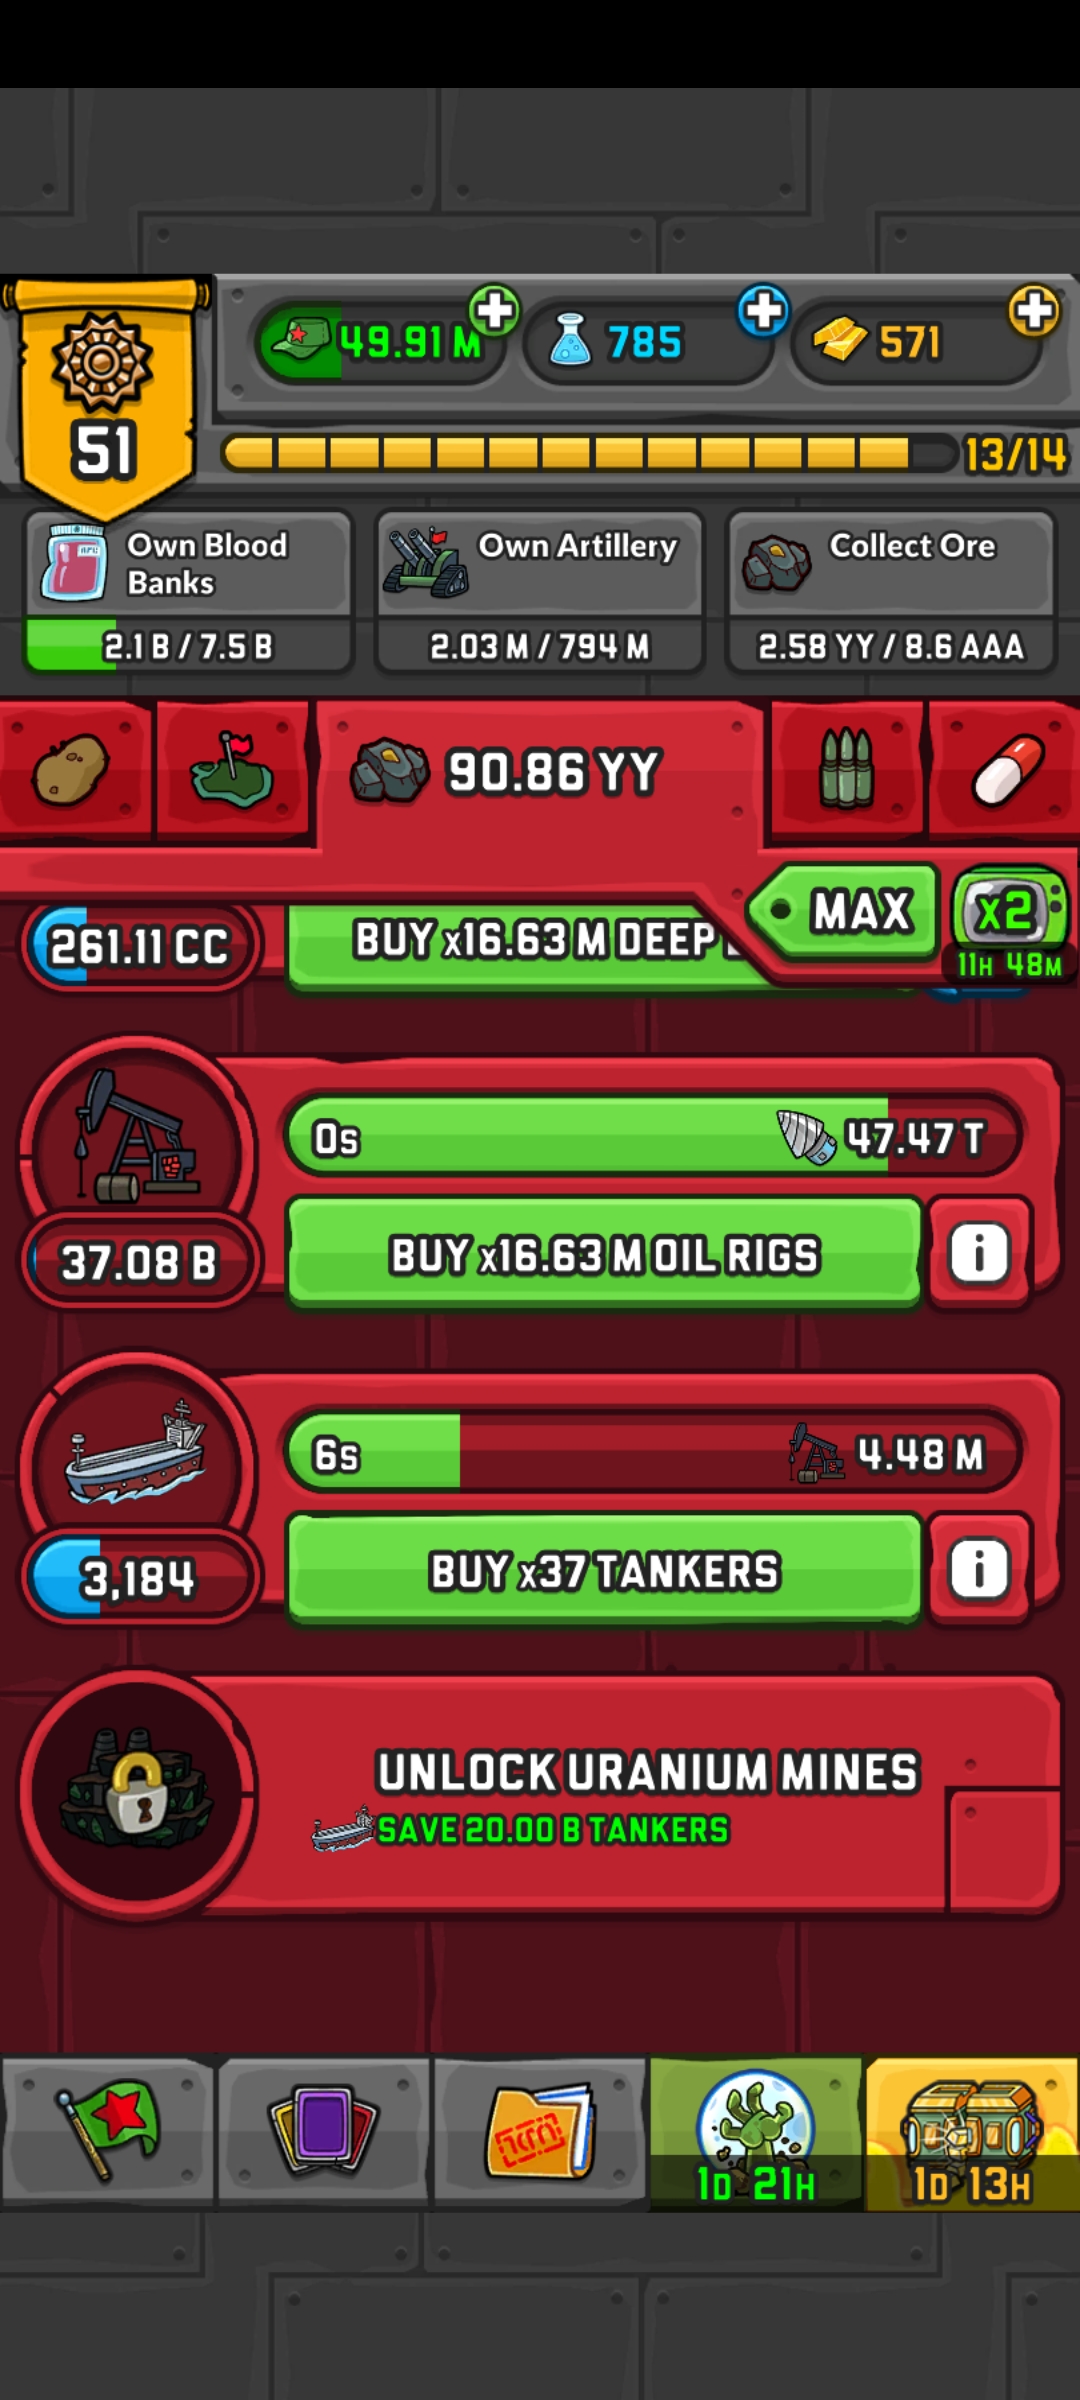 49.91 M
785
571
51
13/14
Own Blood
Banks
2.1 B / 7.5 B
Own Artillery
2.03 M / 794 M
Collect Ore
2.58 YY / 8.6 AAA
90.86 YY
MAX
x2
11H 48M
261.11 CC
BUY x16.63 M DEEP
0s
47.47 T
37.08 B
BUY x16.63 M OIL RIGS
i
6s
4.48 M
3,184
BUY x37 TANKERS
i
UNLOCK URANIUM MINES
SAVE 20.00 B TANKERS
1D 21H
1D 13H